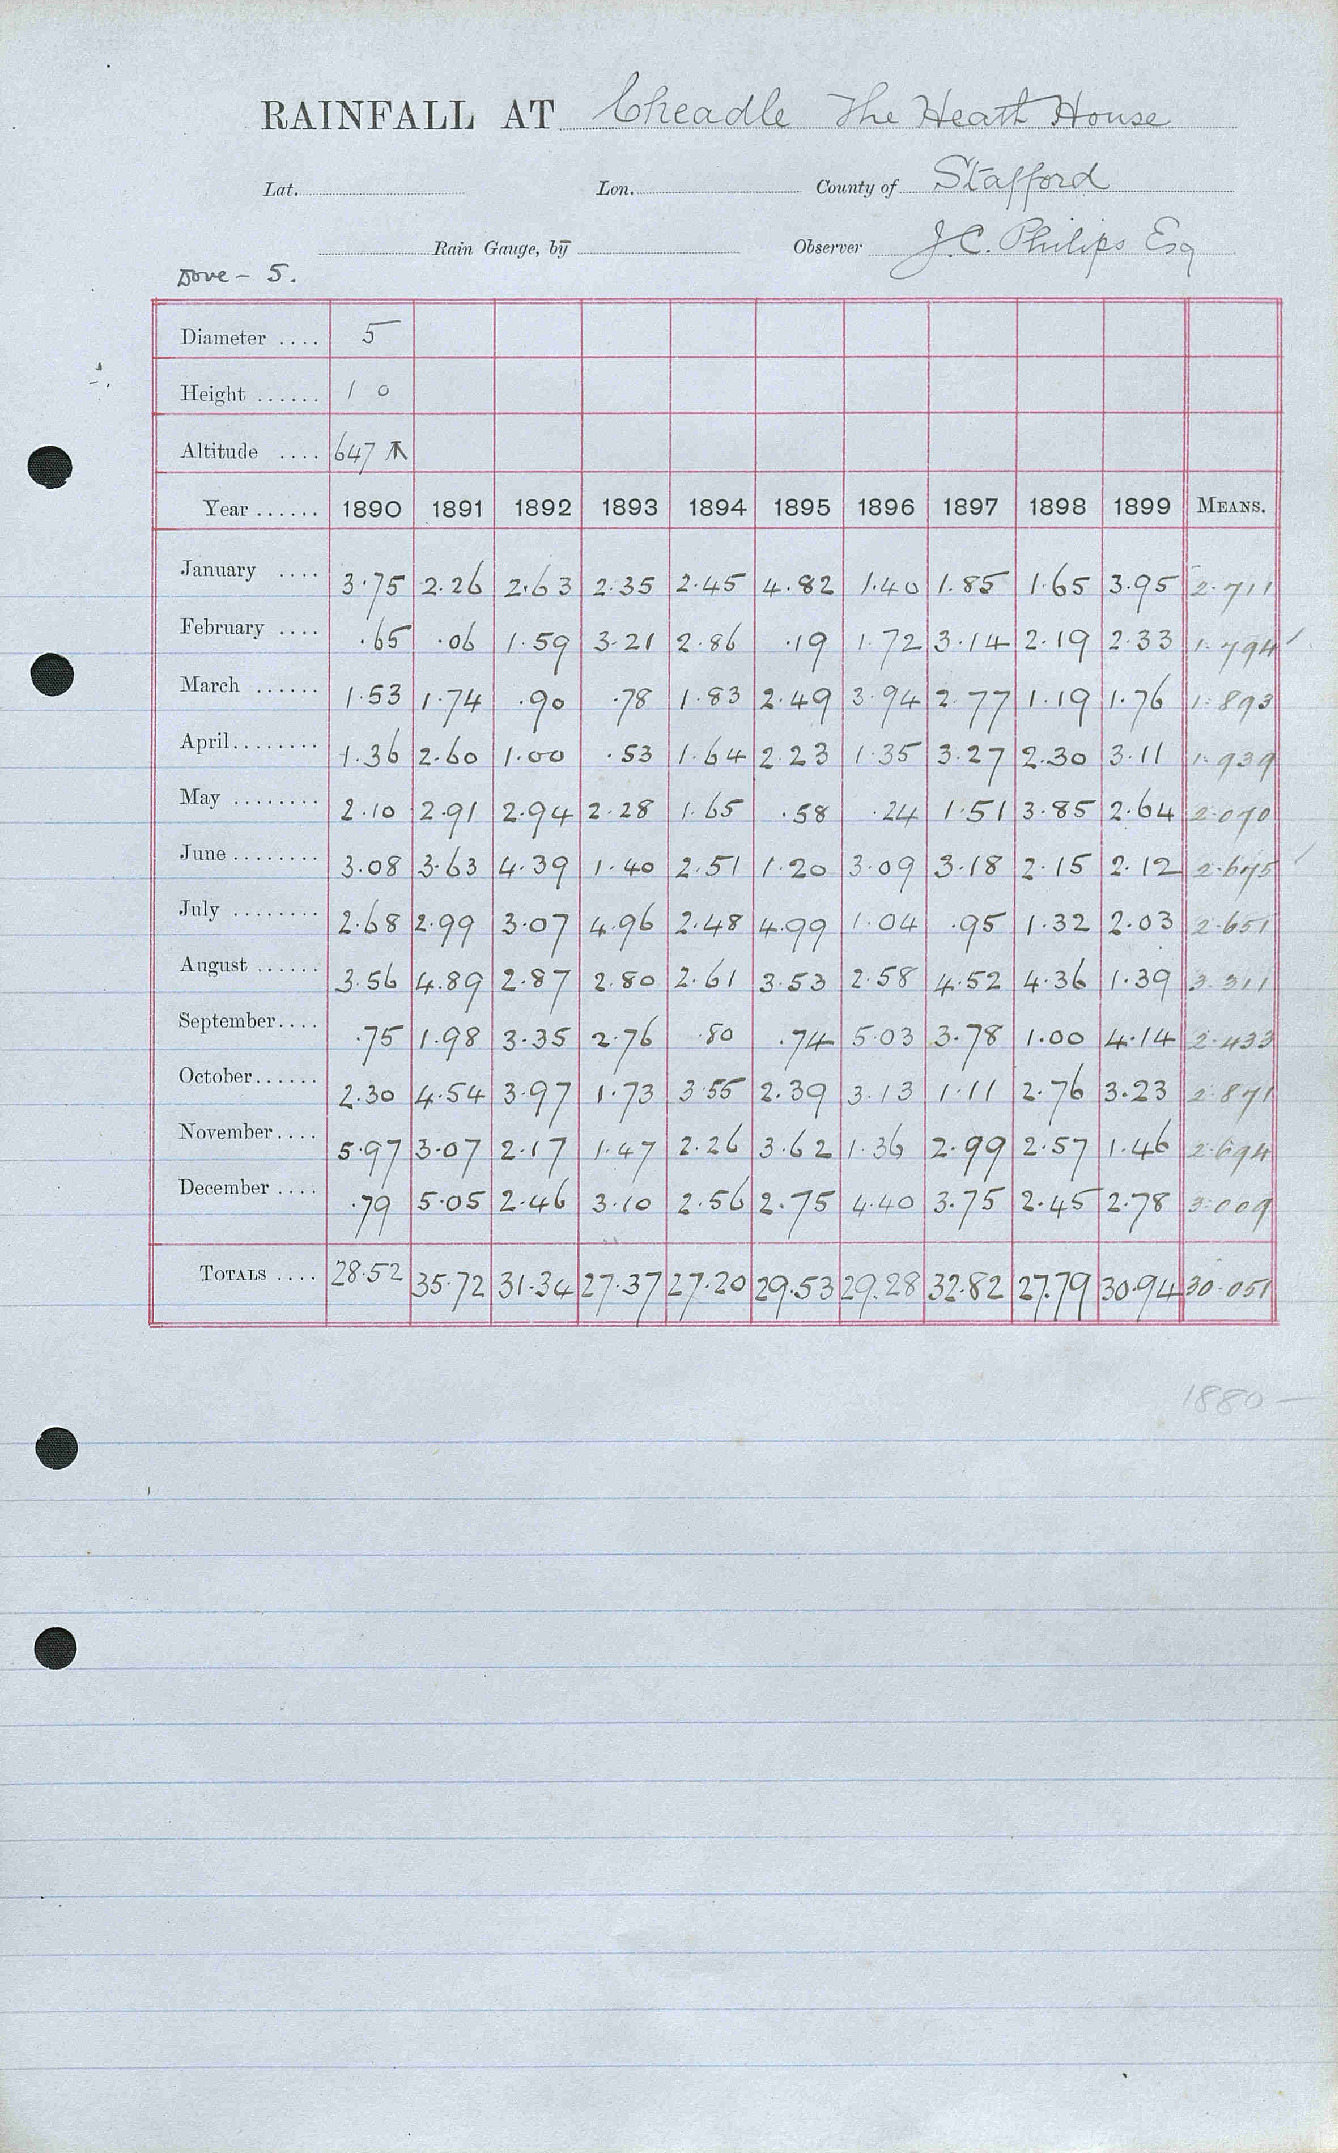 RAINFALL AT Cheadle The Heath House
Lat. Lon. County of Stafford
Rain Gauge, by Observer J.C. Philips Esq
Dove - 5.
Diameter .... 5
Height ...... 1 0
Altitude .... 647
Year ...... 1890 1891 1892 1893 1894 1895 1896 1897 1898 1899 MEANS.
January .... 3.75 2.26 2.63 2.35 2.45 4.82 1.40 1.85 1.65 3.95 2.711
February .... .65 .06 1.59 3.21 2.86 .19 1.72 3.14 2.19 2.33 1.794
March ...... 1.53 1.74 .90 .78 1.83 2.49 3.94 2.77 1.19 1.76 1.893
April........ 1.36 2.60 1.00 .53 1.64 2.23 1.35 3.27 2.30 3.11 1.939
May ........ 2.10 2.91 2.94 2.28 1.65 .58 .24 1.51 3.85 2.64 2.070
June ........ 3.08 3.63 4.39 1.40 2.51 1.20 3.09 3.18 2.15 2.12 2.675
July ........ 2.68 2.99 3.07 4.96 2.48 4.99 1.04 .95 1.32 2.03 2.651
August ...... 3.56 4.89 2.87 2.80 2.61 3.53 2.58 4.52 4.36 1.39 3.311
September.... .75 1.98 3.35 2.76 .80 .74 5.03 3.78 1.00 4.14 2.433
October...... 2.30 4.54 3.97 1.73 3.55 2.39 3.13 1.11 2.76 3.23 2.871
November.... 5.97 3.07 2.17 1.47 2.26 3.62 1.36 2.99 2.57 1.46 2.694
December .... .79 5.05 2.46 3.10 2.56 2.75 4.40 3.75 2.45 2.78 3.009
TOTALS .... 28.52 35.72 31.34 27.37 27.20 29.53 29.28 32.82 27.79 30.94 30.051
1880 -